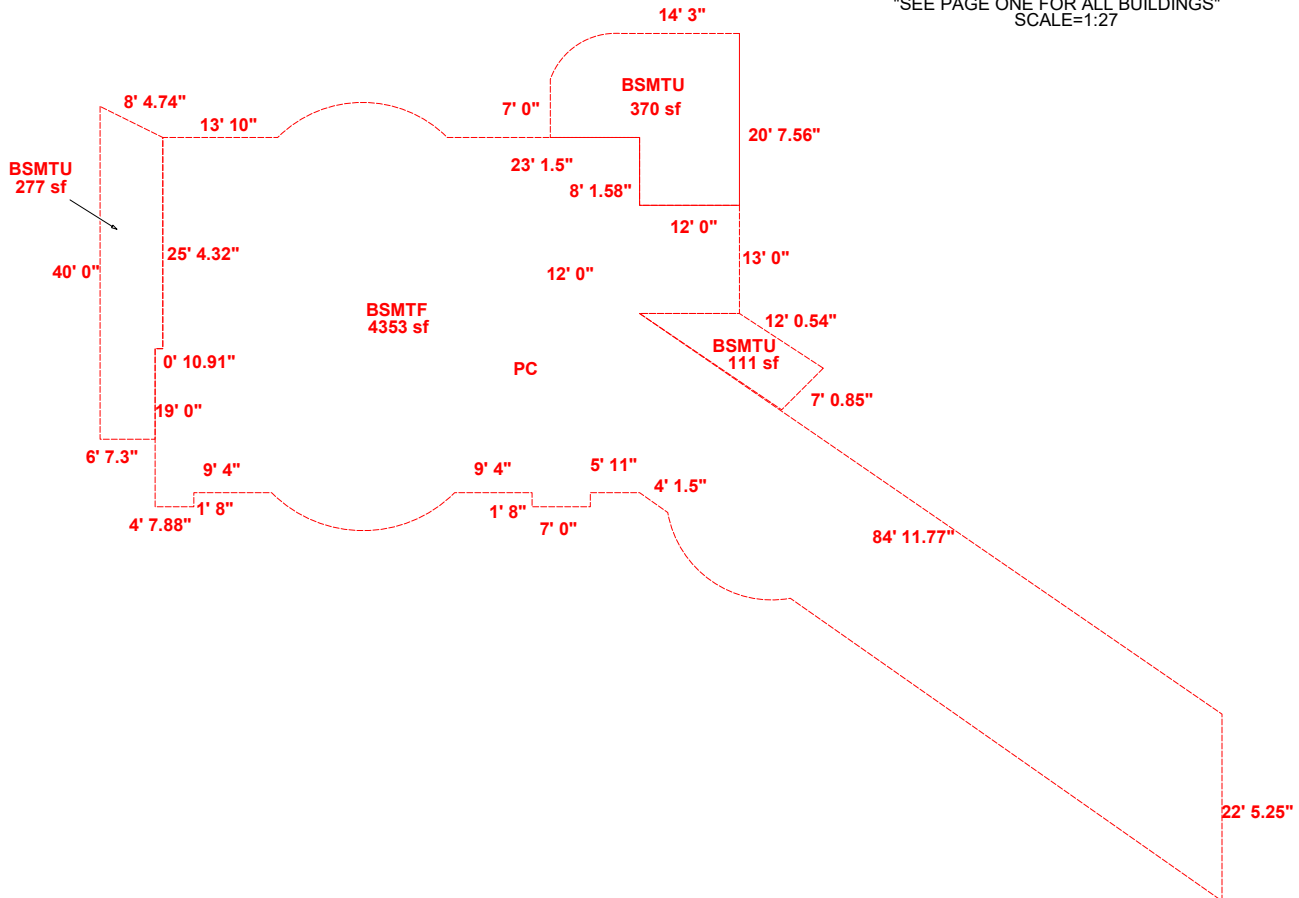 "SEE PAGE ONE FOR ALL BUILDINGS"
SCALE=1:27
14' 3"
BSMTU
370 sf
8' 4.74"
7' 0"
13' 10"
20' 7.56"
BSMTU
277 sf
23' 1.5"
8' 1.58"
12' 0"
25' 4.32"
13' 0"
40' 0"
12' 0"
BSMTF
4353 sf
12' 0.54"
BSMTU
111 sf
0' 10.91"
PC
7' 0.85"
19' 0"
6' 7.3"
9' 4"
9' 4"
5' 11"
4' 1.5"
1' 8"
1' 8"
4' 7.88"
7' 0"
84' 11.77"
22' 5.25"